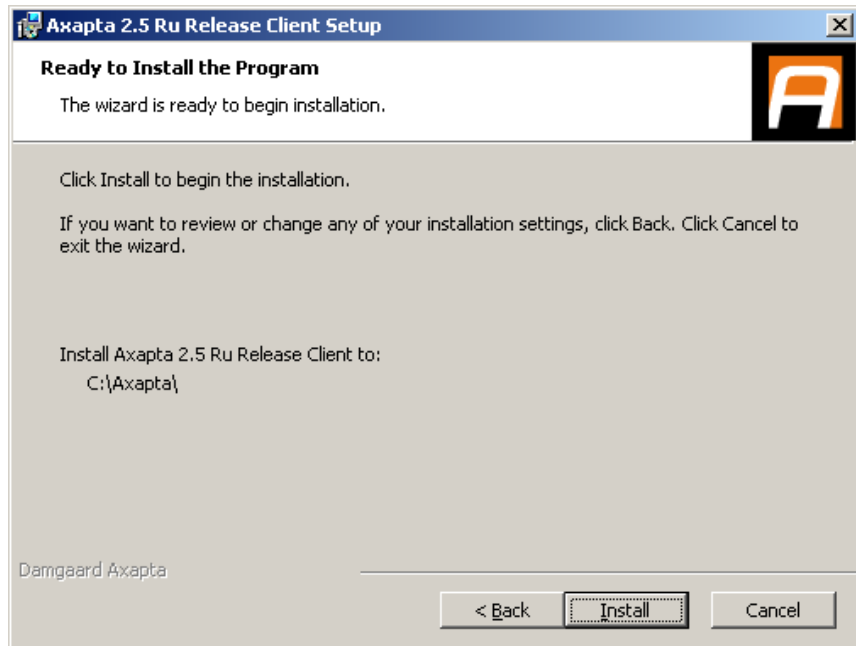 Axapta 2.5 Ru Release Client Setup
Ready to Install the Program
The wizard is ready to begin installation.
Click Install to begin the installation.
If you want to review or change any of your installation settings, click Back. Click Cancel to
exit the wizard.
Install Axapta 2.5 Ru Release Client to:
C:\Axapta\
Damgaard Axapta
< Back
Install
Cancel